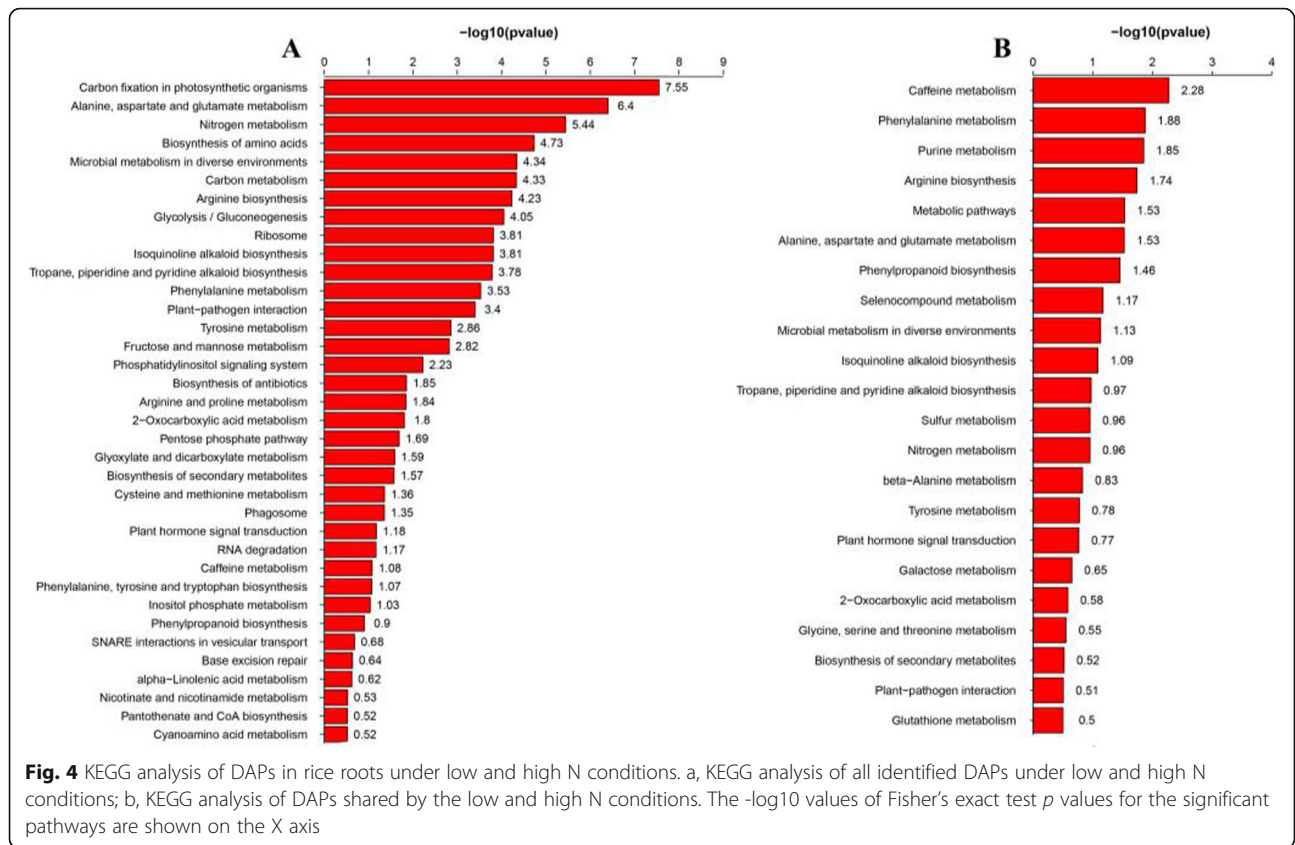 A
−log10(pvalue)
0 1 2 3 4 5 6 7 8 9
Carbon fixation in photosynthetic organisms 7.55
Alanine, aspartate and glutamate metabolism 6.4
Nitrogen metabolism 5.44
Biosynthesis of amino acids 4.73
Microbial metabolism in diverse environments 4.34
Carbon metabolism 4.33
Arginine biosynthesis 4.23
Glycolysis / Gluconeogenesis 4.05
Ribosome 3.81
Isoquinoline alkaloid biosynthesis 3.81
Tropane, piperidine and pyridine alkaloid biosynthesis 3.78
Phenylalanine metabolism 3.53
Plant−pathogen interaction 3.4
Tyrosine metabolism 2.86
Fructose and mannose metabolism 2.82
Phosphatidylinositol signaling system 2.23
Biosynthesis of antibiotics 1.85
Arginine and proline metabolism 1.84
2−Oxocarboxylic acid metabolism 1.8
Pentose phosphate pathway 1.69
Glyoxylate and dicarboxylate metabolism 1.59
Biosynthesis of secondary metabolites 1.57
Cysteine and methionine metabolism 1.36
Phagosome 1.35
Plant hormone signal transduction 1.18
RNA degradation 1.17
Caffeine metabolism 1.08
Phenylalanine, tyrosine and tryptophan biosynthesis 1.07
Inositol phosphate metabolism 1.03
Phenylpropanoid biosynthesis 0.9
SNARE interactions in vesicular transport 0.68
Base excision repair 0.64
alpha−Linolenic acid metabolism 0.62
Nicotinate and nicotinamide metabolism 0.53
Pantothenate and CoA biosynthesis 0.52
Cyanoamino acid metabolism 0.52
B
−log10(pvalue)
0 1 2 3 4
Caffeine metabolism 2.28
Phenylalanine metabolism 1.88
Purine metabolism 1.85
Arginine biosynthesis 1.74
Metabolic pathways 1.53
Alanine, aspartate and glutamate metabolism 1.53
Phenylpropanoid biosynthesis 1.46
Selenocompound metabolism 1.17
Microbial metabolism in diverse environments 1.13
Isoquinoline alkaloid biosynthesis 1.09
Tropane, piperidine and pyridine alkaloid biosynthesis 0.97
Sulfur metabolism 0.96
Nitrogen metabolism 0.96
beta−Alanine metabolism 0.83
Tyrosine metabolism 0.78
Plant hormone signal transduction 0.77
Galactose metabolism 0.65
2−Oxocarboxylic acid metabolism 0.58
Glycine, serine and threonine metabolism 0.55
Biosynthesis of secondary metabolites 0.52
Plant−pathogen interaction 0.51
Glutathione metabolism 0.5
Fig. 4 KEGG analysis of DAPs in rice roots under low and high N conditions. a, KEGG analysis of all identified DAPs under low and high N
conditions; b, KEGG analysis of DAPs shared by the low and high N conditions. The -log10 values of Fisher's exact test p values for the significant
pathways are shown on the X axis